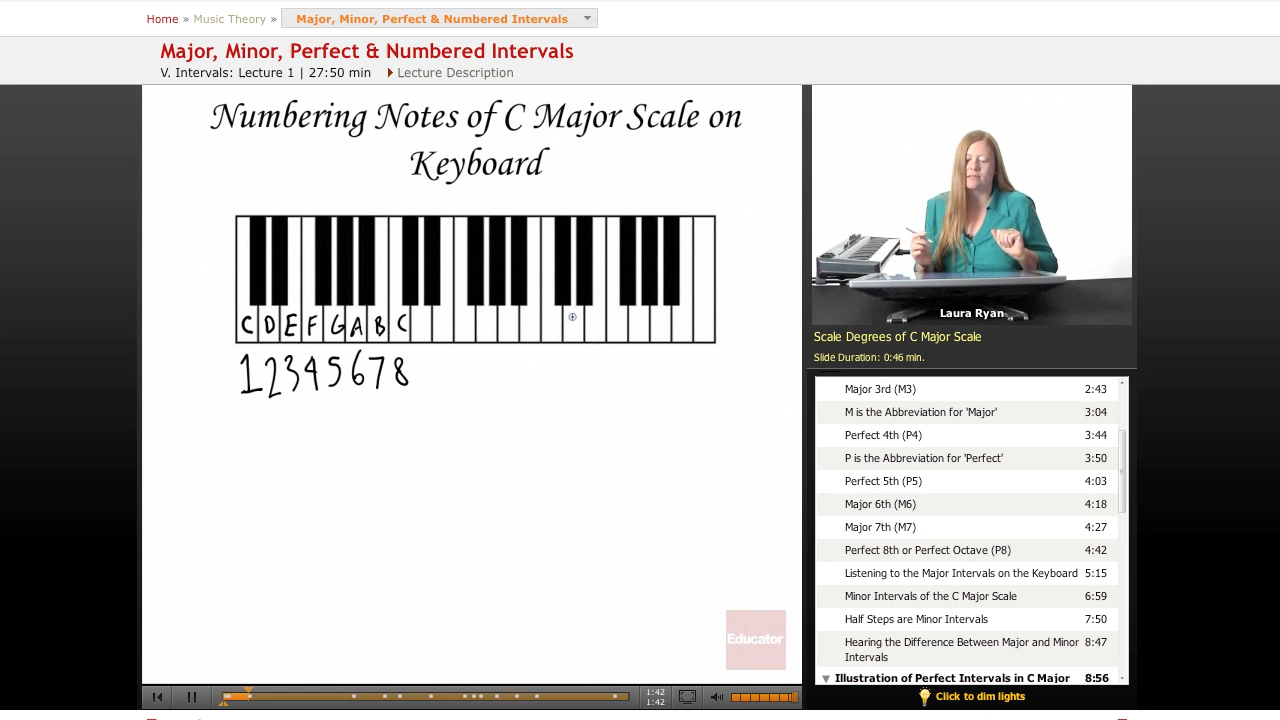 Home » Music Theory » Major, Minor, Perfect & Numbered Intervals
Major, Minor, Perfect & Numbered Intervals
V. Intervals: Lecture 1 | 27:50 min Lecture Description
Numbering Notes of C Major Scale on
Keyboard
C D E F G A B C
1 2 3 4 5 6 7 8
Educator
1:42
1:42
Laura Ryan
Scale Degrees of C Major Scale
Slide Duration: 0:46 min.
Major 3rd (M3) 2:43
M is the Abbreviation for 'Major' 3:04
Perfect 4th (P4) 3:44
P is the Abbreviation for 'Perfect' 3:50
Perfect 5th (P5) 4:03
Major 6th (M6) 4:18
Major 7th (M7) 4:27
Perfect 8th or Perfect Octave (P8) 4:42
Listening to the Major Intervals on the Keyboard 5:15
Minor Intervals of the C Major Scale 6:59
Half Steps are Minor Intervals 7:50
Hearing the Difference Between Major and Minor 8:47
Intervals
Illustration of Perfect Intervals in C Major 8:56
Click to dim lights